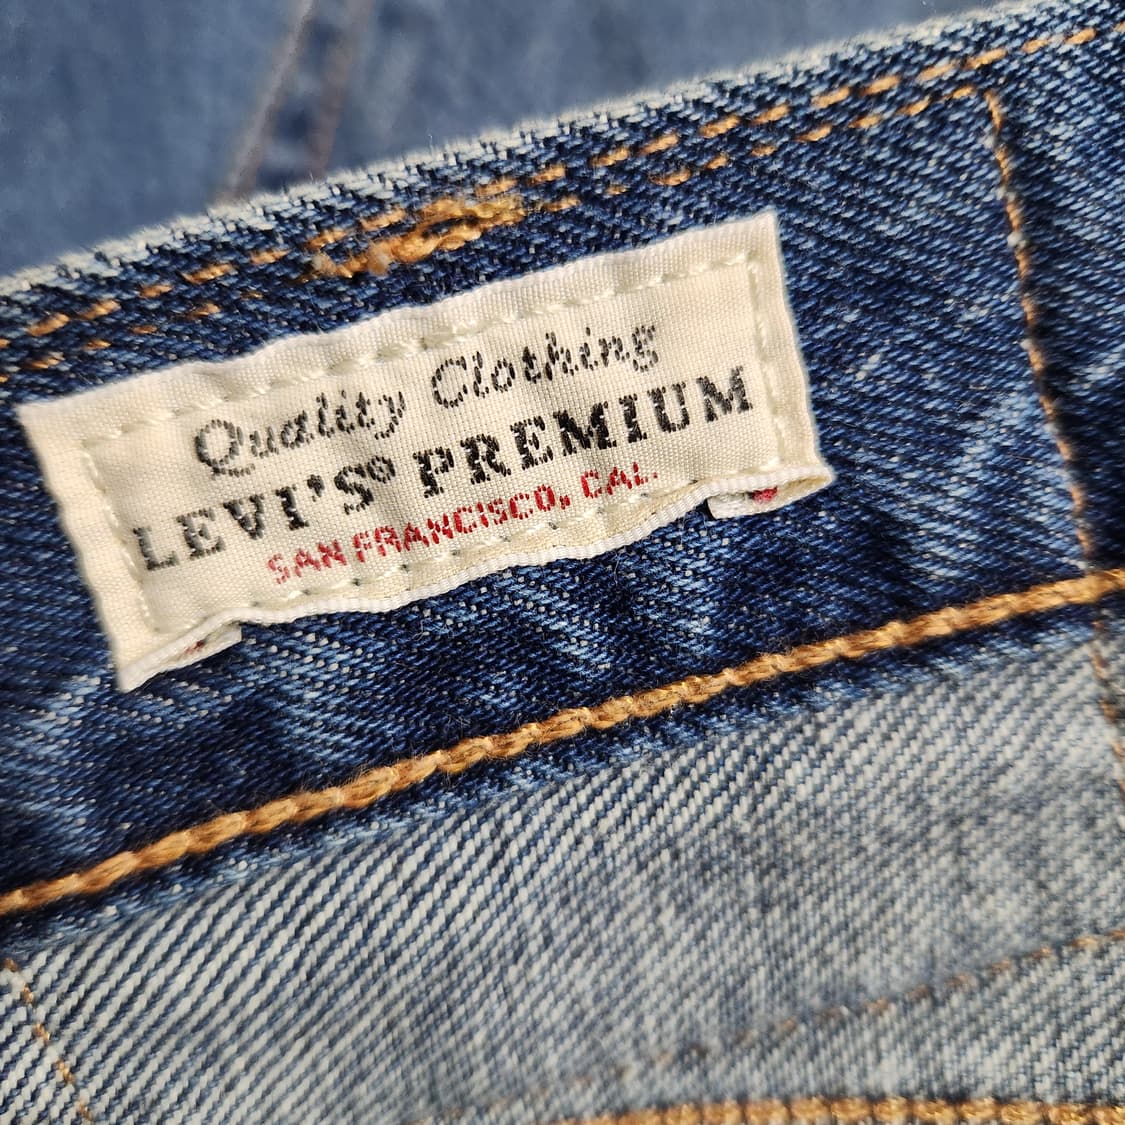 Quality Clothing
LEVI'S® PREMIUM
SAN FRANCISCO, CAL.